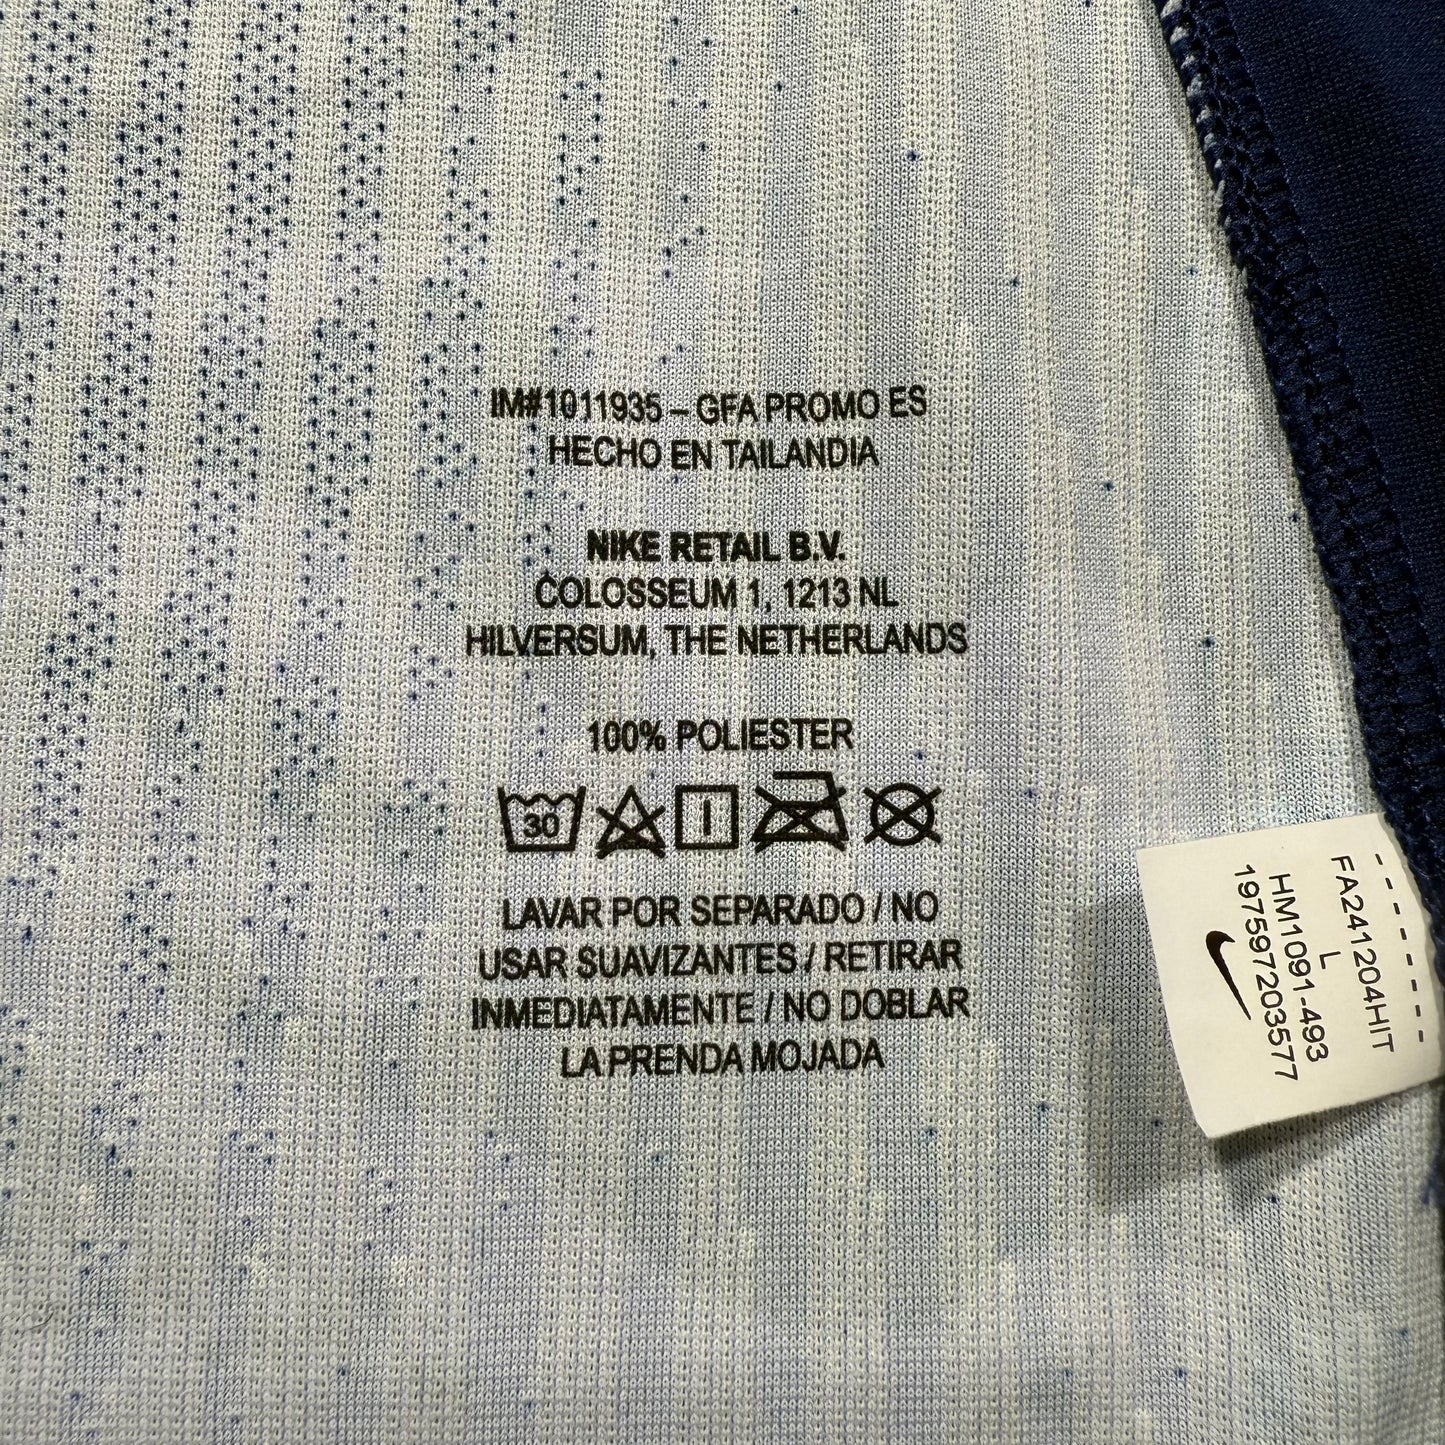 IM#1011935 – GFA PROMO ES
HECHO EN TAILANDIA
NIKE RETAIL B.V.
COLOSSEUM 1, 1213 NL
HILVERSUM, THE NETHERLANDS
100% POLIESTER
30
LAVAR POR SEPARADO / NO
USAR SUAVIZANTES / RETIRAR
INMEDIATAMENTE / NO DOBLAR
LA PRENDA MOJADA
FA241204HIT
L
HM1091-493
197597203577